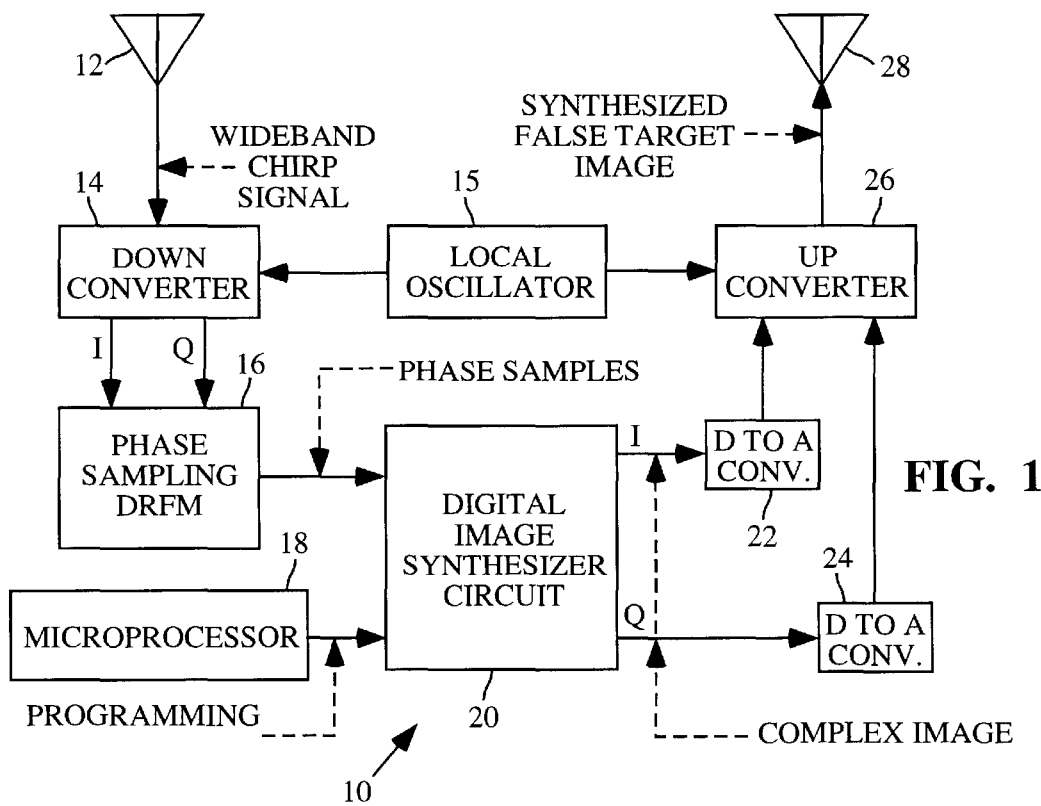 12
28
WIDEBAND
CHIRP
SIGNAL
SYNTHESIZED
FALSE TARGET
IMAGE
14
15
26
DOWN
CONVERTER
LOCAL
OSCILLATOR
UP
CONVERTER
I
Q
16
PHASE SAMPLES
PHASE
SAMPLING
DRFM
DIGITAL
IMAGE
SYNTHESIZER
CIRCUIT
I
D TO A
CONV.
22
FIG. 1
18
MICROPROCESSOR
Q
24
D TO A
CONV.
PROGRAMMING
20
COMPLEX IMAGE
10